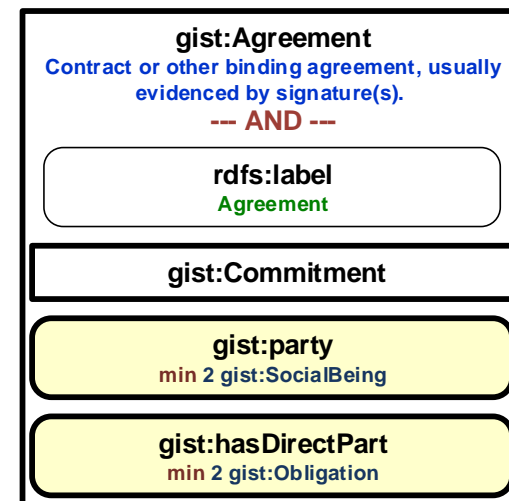 gist:Agreement
Contract or other binding agreement, usually
evidenced by signature(s).
--- AND ---
rdfs:label
Agreement
gist:Commitment
gist:party
min 2 gist:SocialBeing
gist:hasDirectPart
min 2 gist:Obligation